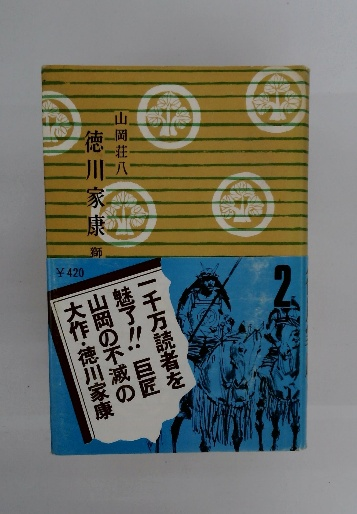 山岡荘八
徳川家康
獅
¥420
2
一千万読者を
魅了!! 巨匠
山岡の不滅の
大作・徳川家康